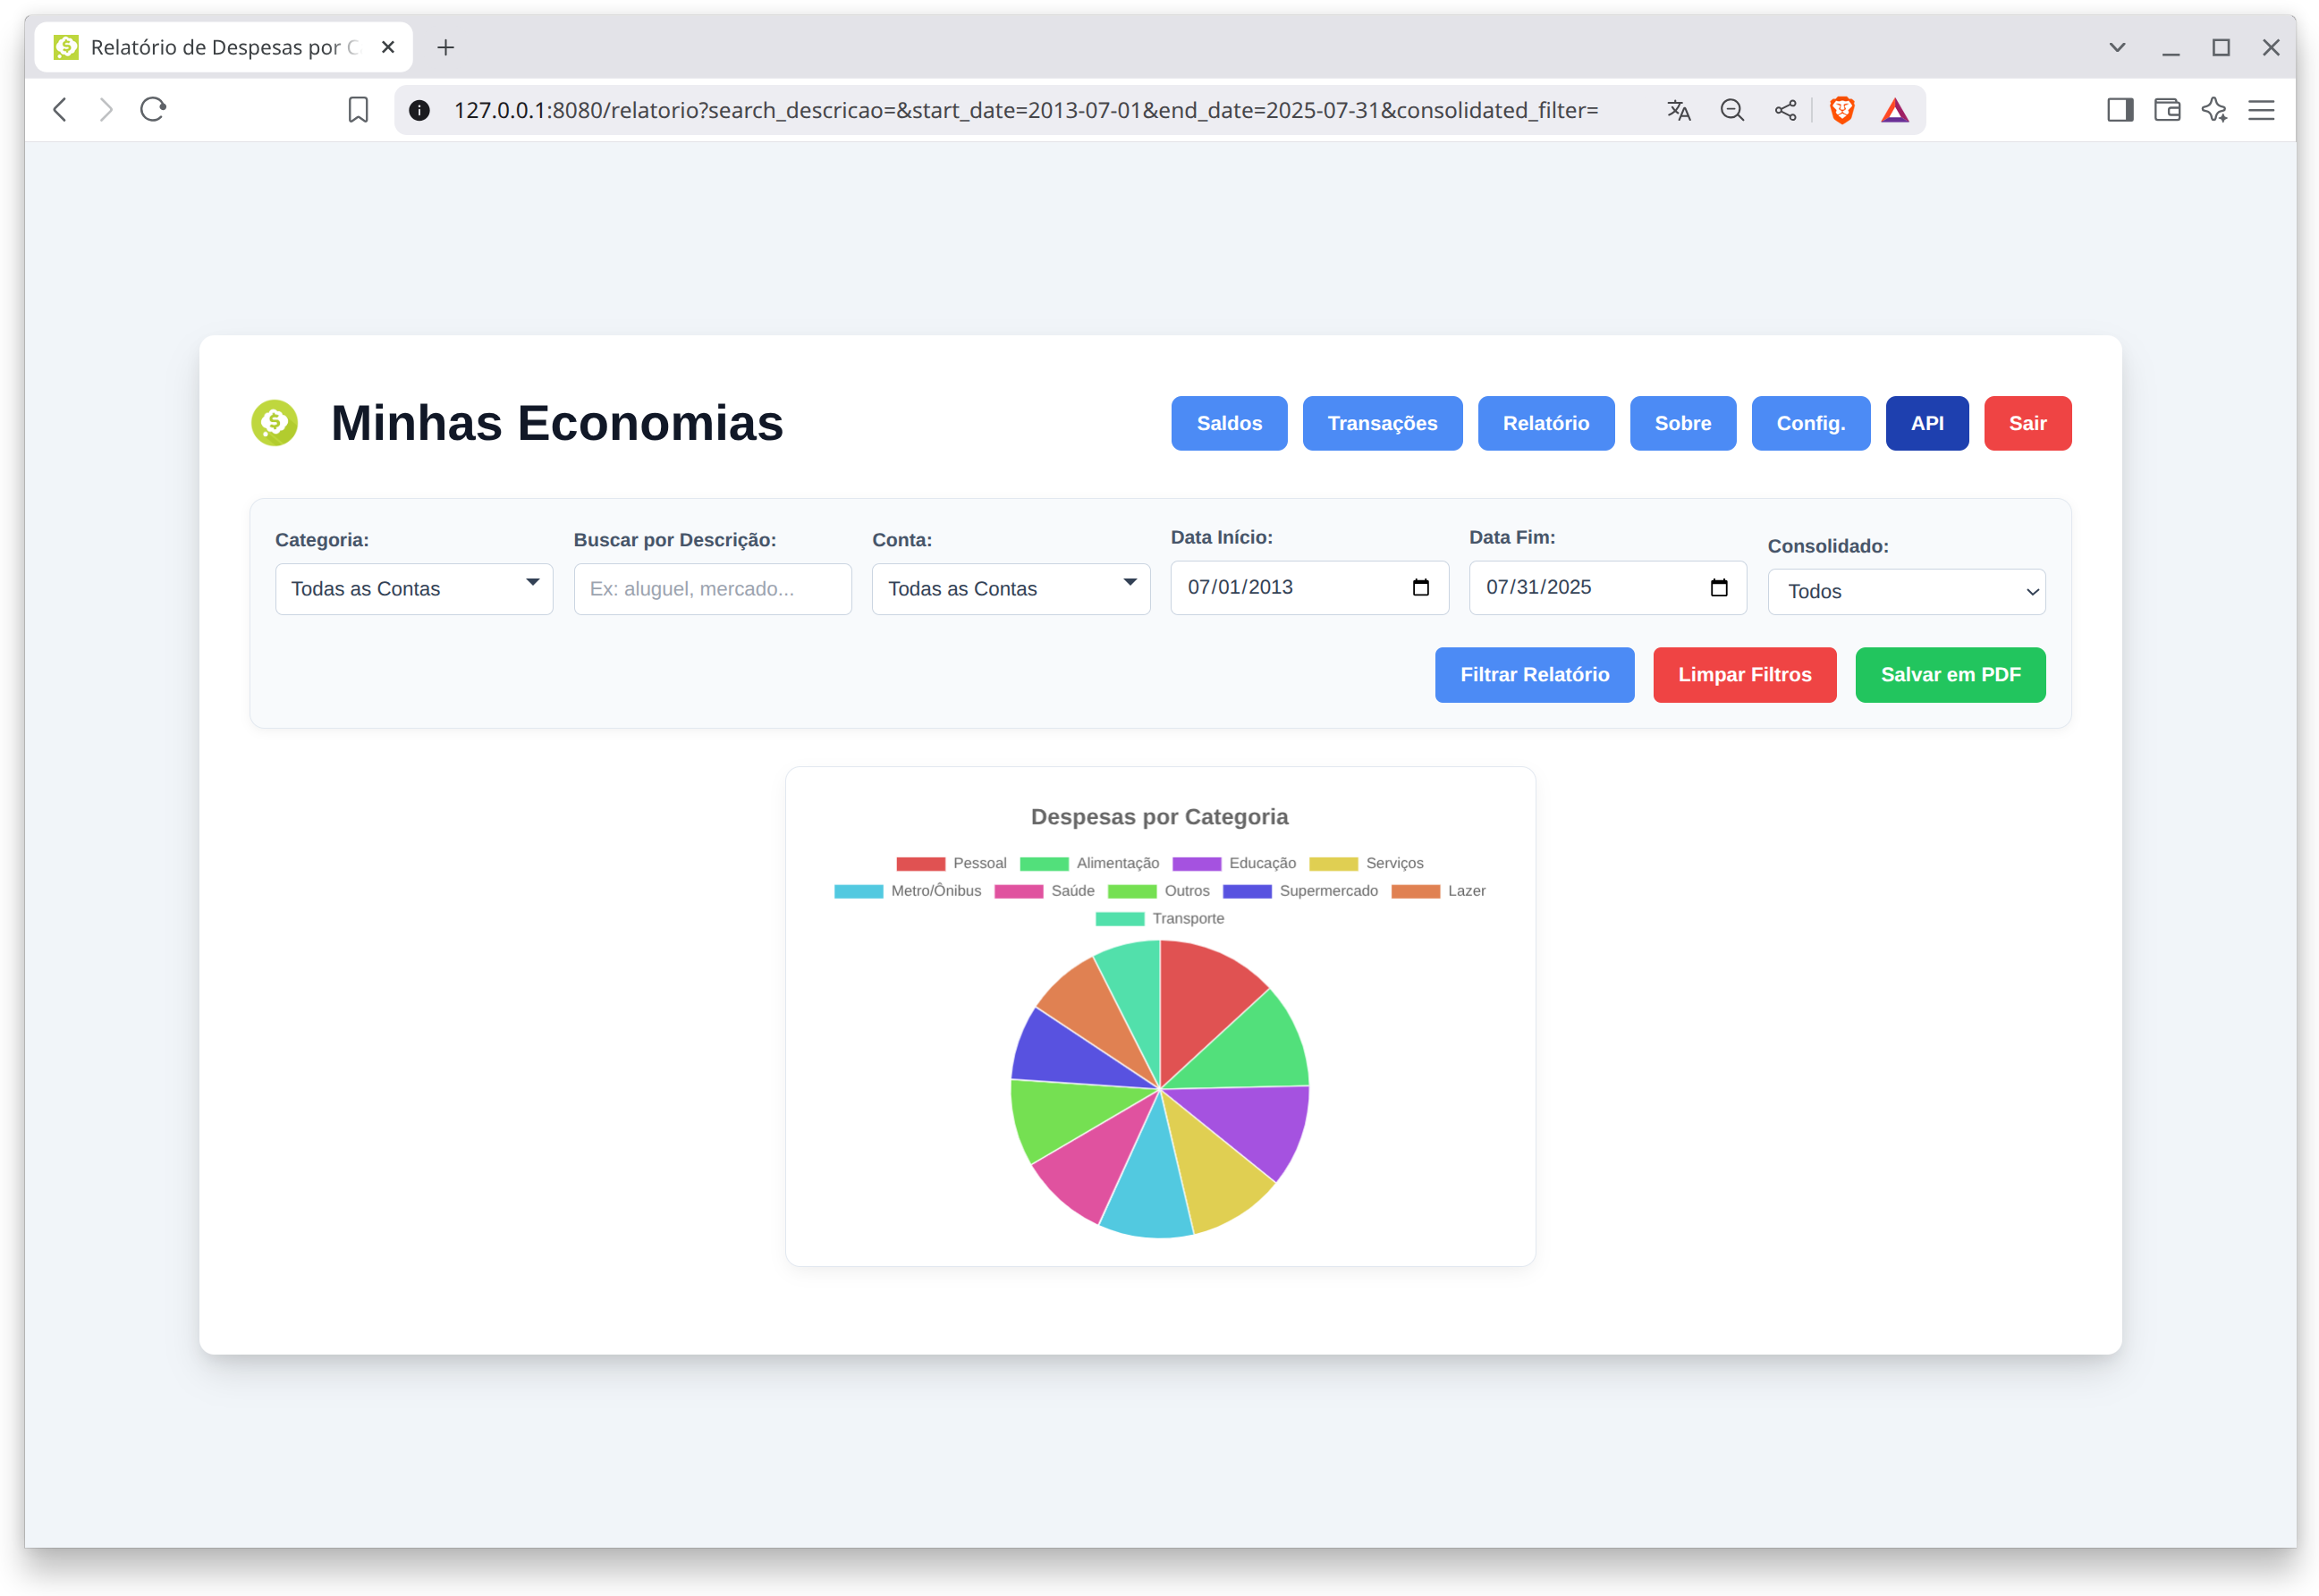 Relatório de Despesas por C
127.0.0.1:8080/relatorio?search_descricao=&start_date=2013-07-01&end_date=2025-07-31&consolidated_filter=
Minhas Economias
Saldos Transações Relatório Sobre Config. API Sair
Categoria: Buscar por Descrição: Conta: Data Início: Data Fim: Consolidado:
Todas as Contas Ex: aluguel, mercado... Todas as Contas 07/01/2013 07/31/2025 Todos
Filtrar Relatório Limpar Filtros Salvar em PDF
Despesas por Categoria
Pessoal Alimentação Educação Serviços
Metro/Ônibus Saúde Outros Supermercado Lazer
Transporte